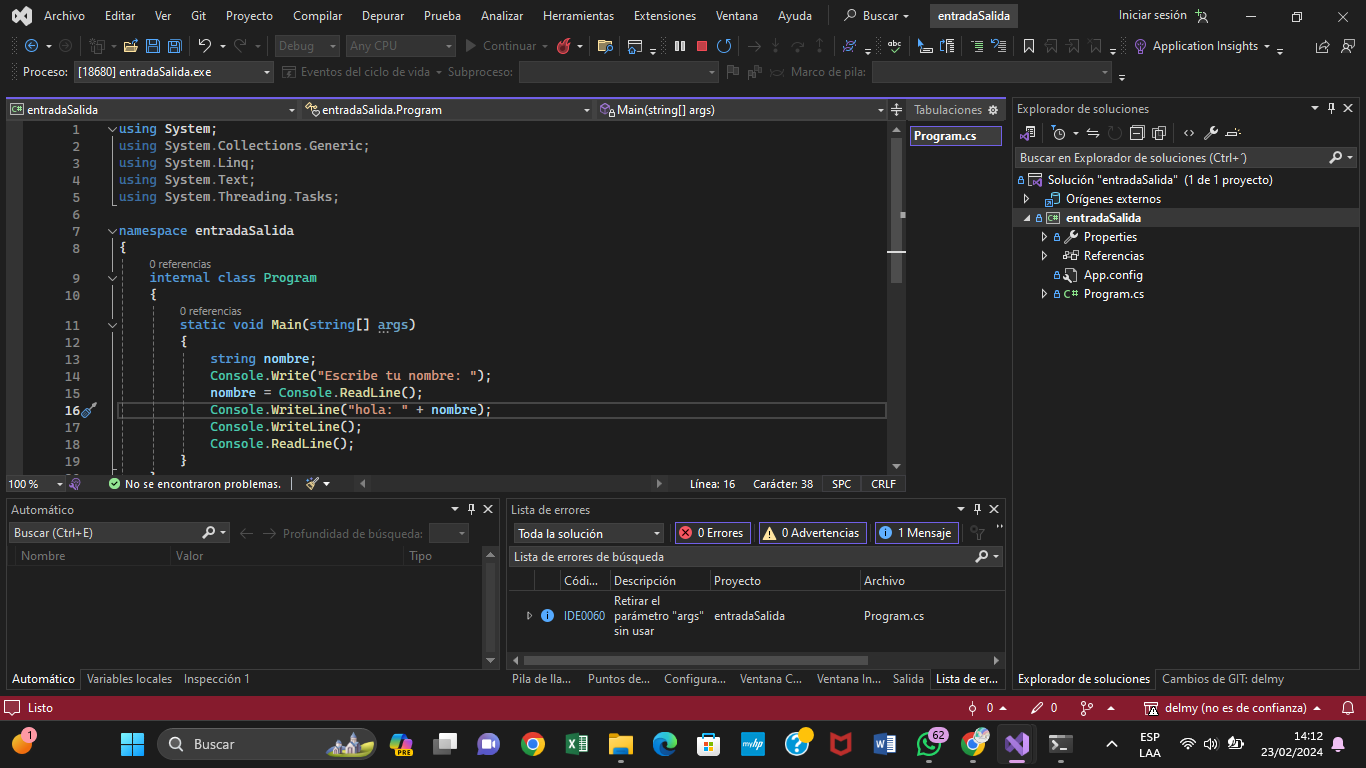 Archivo Editar Ver Git Proyecto Compilar Depurar Prueba Analizar Herramientas Extensiones Ventana Ayuda Buscar entradaSalida Iniciar sesión
Debug Any CPU Continuar Application Insights
Proceso: [18680] entradaSalida.exe Eventos del ciclo de vida Subproceso: Marco de pila:
entradaSalida entradaSalida.Program Main(string[] args) Tabulaciones
Program.cs
1 using System;
2 using System.Collections.Generic;
3 using System.Linq;
4 using System.Text;
5 using System.Threading.Tasks;
6
7 namespace entradaSalida
8 {
0 referencias
9 internal class Program
10 {
0 referencias
11 static void Main(string[] args)
12 {
13 string nombre;
14 Console.Write("Escribe tu nombre: ");
15 nombre = Console.ReadLine();
16 Console.WriteLine("hola: " + nombre);
17 Console.WriteLine();
18 Console.ReadLine();
19 }
100 % No se encontraron problemas. Línea: 16 Carácter: 38 SPC CRLF
Explorador de soluciones
Buscar en Explorador de soluciones (Ctrl+´)
Solución "entradaSalida" (1 de 1 proyecto)
Orígenes externos
entradaSalida
Properties
Referencias
App.config
Program.cs
Automático
Buscar (Ctrl+E) Profundidad de búsqueda:
Nombre Valor Tipo
Automático Variables locales Inspección 1
Lista de errores
Toda la solución 0 Errores 0 Advertencias 1 Mensaje
Lista de errores de búsqueda
Códi... Descripción Proyecto Archivo
IDE0060 Retirar el parámetro "args" sin usar entradaSalida Program.cs
Pila de lla... Puntos de... Configura... Ventana C... Ventana In... Salida Lista de er...
Explorador de soluciones Cambios de GIT: delmy
Listo 0 0 delmy (no es de confianza)
1 Buscar PRE myhp 62 ESP LAA 14:12 23/02/2024